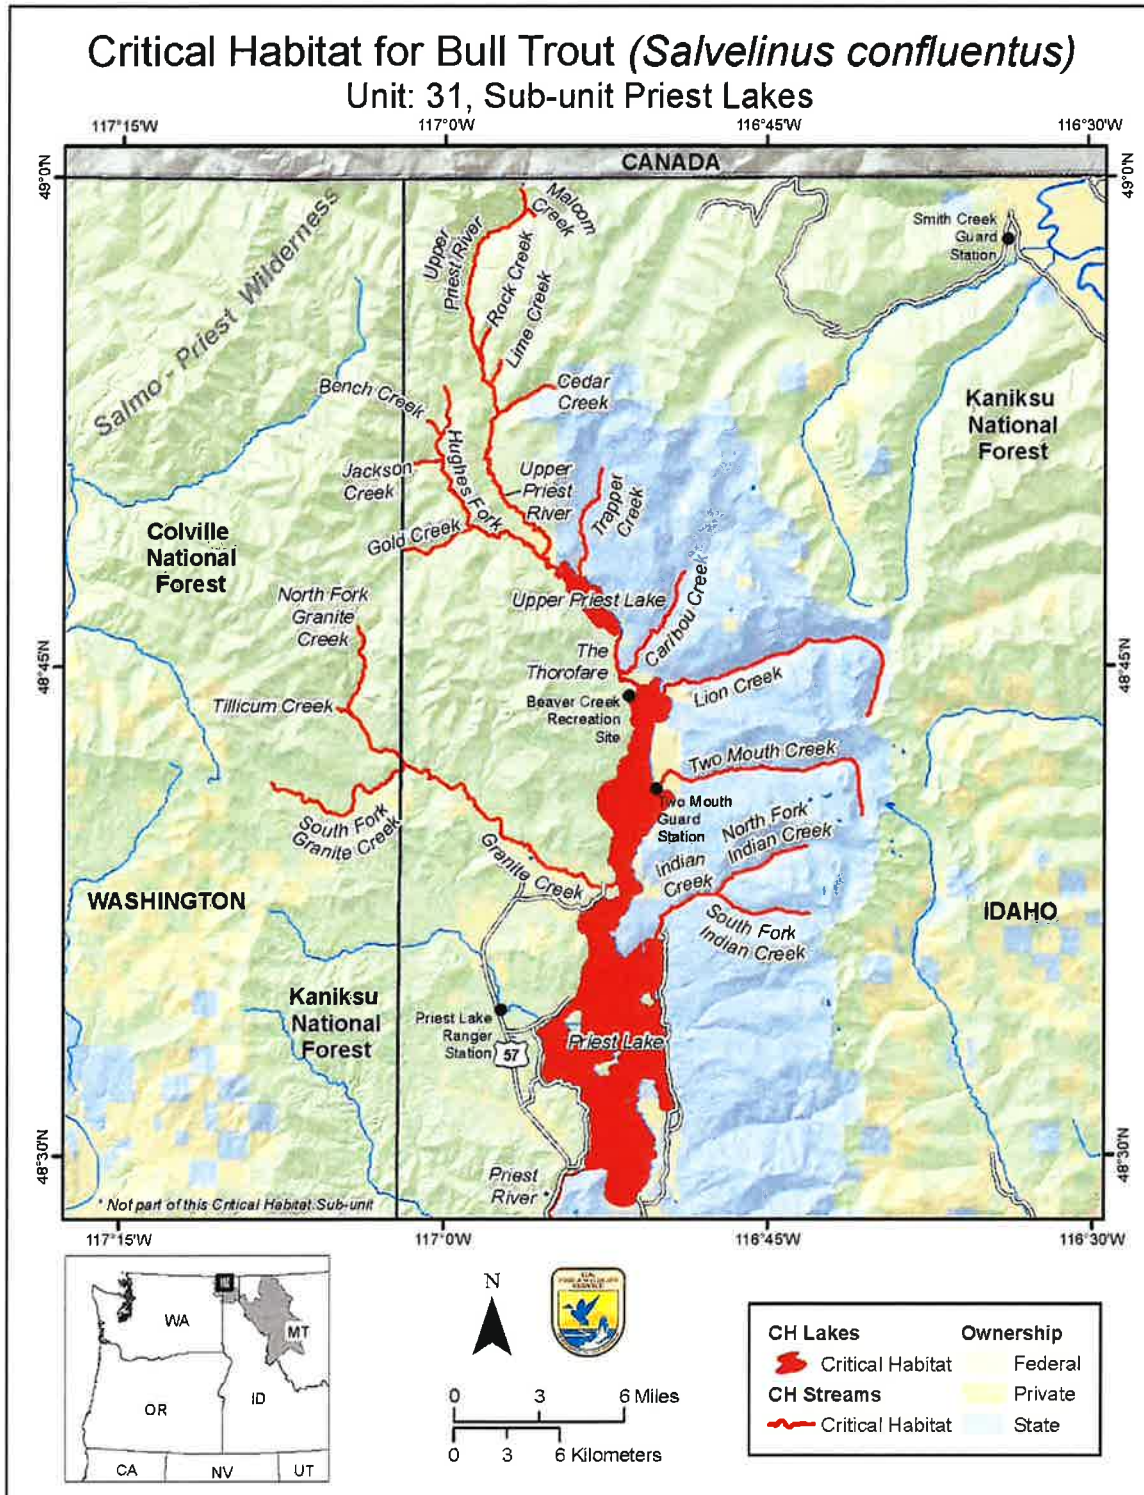 Critical Habitat for Bull Trout (Salvelinus confluentus)
Unit: 31, Sub-unit Priest Lakes
117°15'W
117°0'W
116°45'W
116°30'W
CANADA
49°0'N
49°0'N
Malcom
Creek
Upper
Priest River
Rock Creek
Lime Creek
Smith Creek
Guard
Station
Salmo - Priest Wilderness
Bench Creek
Cedar
Creek
Kaniksu
National
Forest
Hughes Fork
Jackson
Creek
Upper
Priest
River
Trapper
Creek
Gold Creek
Colville
National
Forest
North Fork
Granite
Creek
Upper Priest Lake
Caribou Creek
48°45'N
48°45'N
The
Thorofare
Lion Creek
Tillicum Creek
Beaver Creek
Recreation
Site
Two Mouth Creek
Two Mouth
Guard
Station
South Fork
Granite Creek
North Fork
Indian Creek
Granite Creek
Indian
Creek
WASHINGTON
IDAHO
South Fork
Indian Creek
Kaniksu
National
Forest
Priest Lake
Ranger
Station
57
Priest Lake
48°30'N
48°30'N
Priest
River *
* Not part of this Critical Habitat Sub-unit
117°15'W
117°0'W
116°45'W
116°30'W
WA
MT
OR
ID
CA
NV
UT
N
U.S.
FISH & WILDLIFE
SERVICE
0 3 6 Miles
0 3 6 Kilometers
CH Lakes
Critical Habitat
CH Streams
Critical Habitat
Ownership
Federal
Private
State